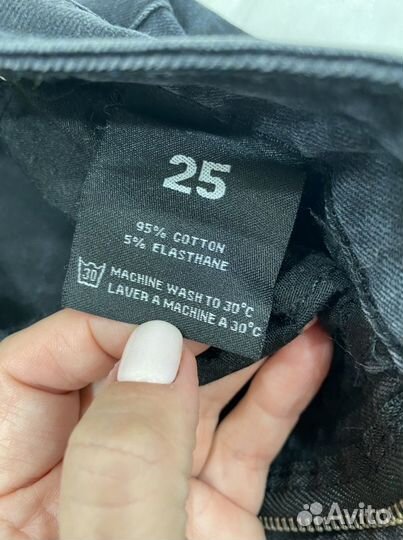 25
95% COTTON
5% ELASTHANE
30 MACHINE WASH TO 30°C
LAVER A MACHINE A 30°C
Avito